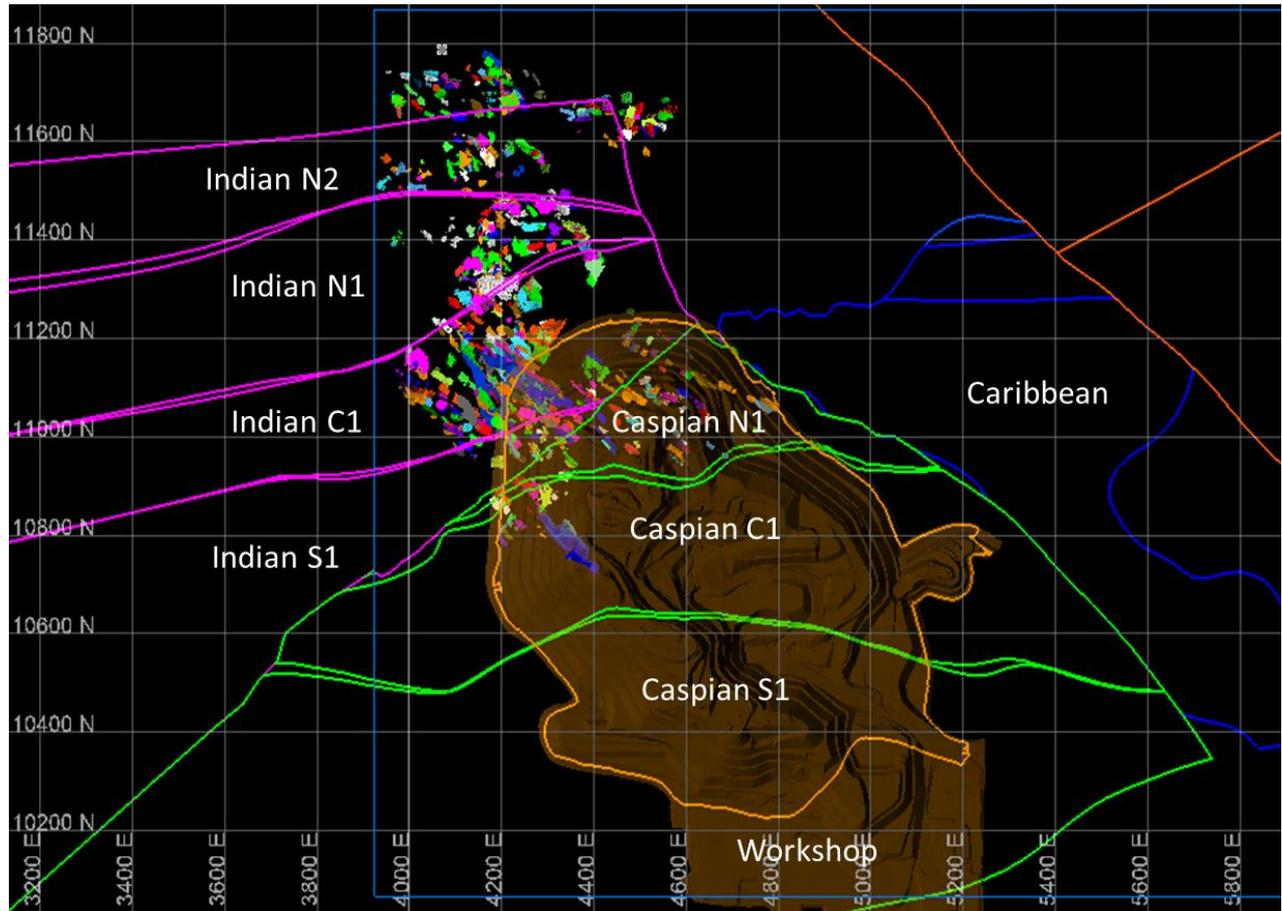 11800 N
11600 N
Indian N2
11400 N
Indian N1
11200 N
Caribbean
Indian C1
Caspian N1
11000 N
Caspian C1
10800 N
Indian S1
10600 N
Caspian S1
10400 N
10200 N
Workshop
3200 E
3400 E
3600 E
3800 E
4000 E
4200 E
4400 E
4600 E
4800 E
5000 E
5200 E
5400 E
5600 E
5800 E